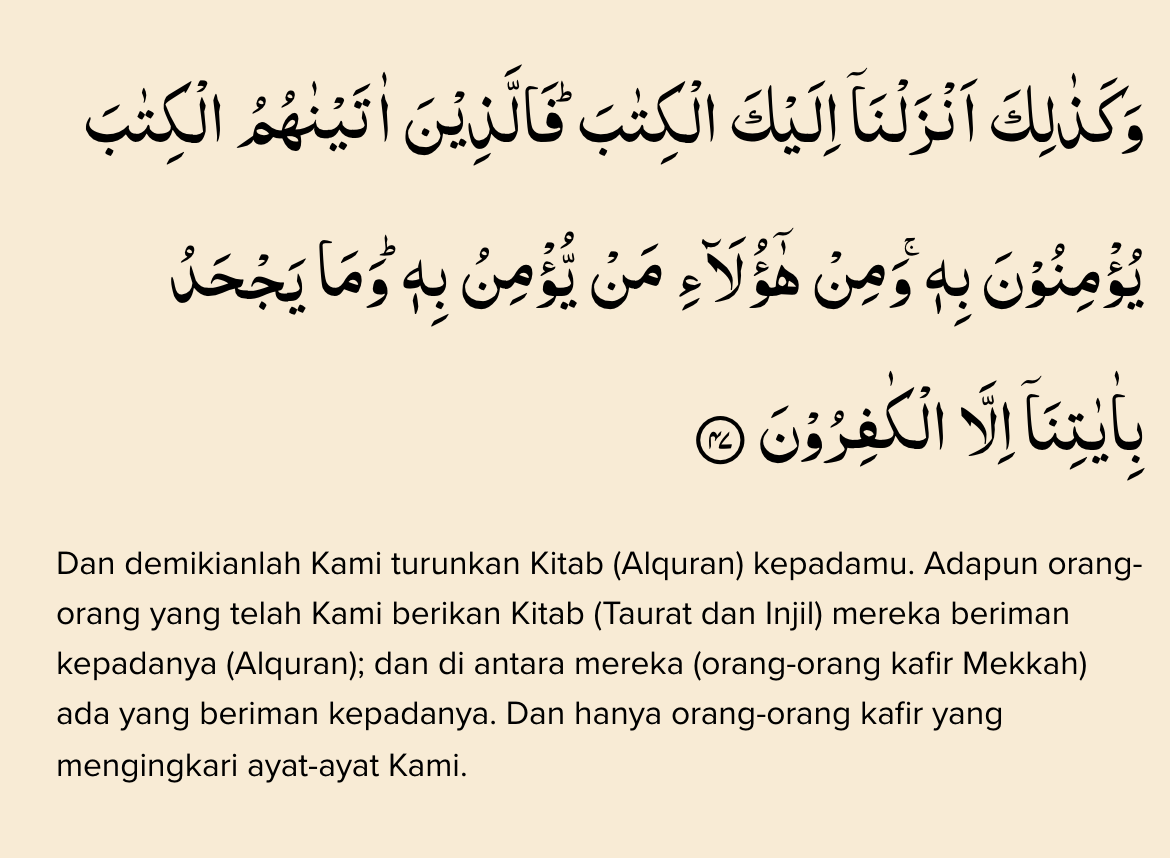 وَكَذٰلِكَ اَنْزَلْنَآ اِلَيْكَ الْكِتٰبَۗ فَالَّذِيْنَ اٰتَيْنٰهُمُ الْكِتٰبَ
يُؤْمِنُوْنَ بِهٖۚ وَمِنْ هٰٓؤُلَاۤءِ مَنْ يُّؤْمِنُ بِهٖۗ وَمَا يَجْحَدُ
بِاٰيٰتِنَآ اِلَّا الْكٰفِرُوْنَ ٤٧
Dan demikianlah Kami turunkan Kitab (Alquran) kepadamu. Adapun orang-
orang yang telah Kami berikan Kitab (Taurat dan Injil) mereka beriman
kepadanya (Alquran); dan di antara mereka (orang-orang kafir Mekkah)
ada yang beriman kepadanya. Dan hanya orang-orang kafir yang
mengingkari ayat-ayat Kami.